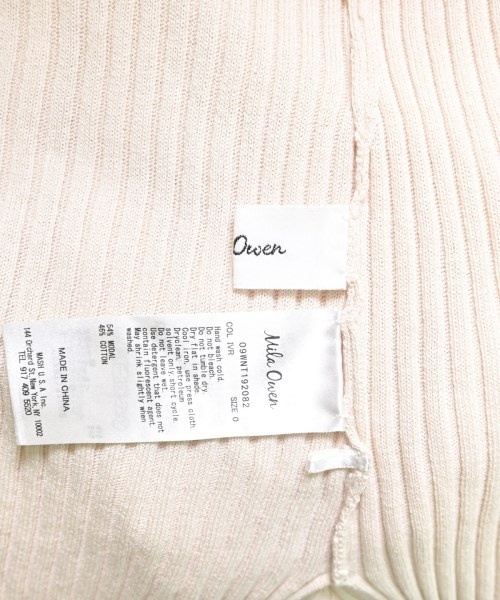 Owen
Mila Owen
09WNT192082
COL IVR SIZE 0
Hand wash cold.
Do not bleach.
Do not tumble dry.
Dry flat in shade.
Cool iron, use press cloth
Dryclean, petroleum
solvent only, short cycle.
Do not leave wet.
Use detergent that does not
contain fluorescent agent.
May shrink slightly when
washed.
54% MODAL
46% COTTON
MADE IN CHINA
MASH U. S. A Inc.
144 Orchard St, New York, NY 10002
TEL 917 409 5520